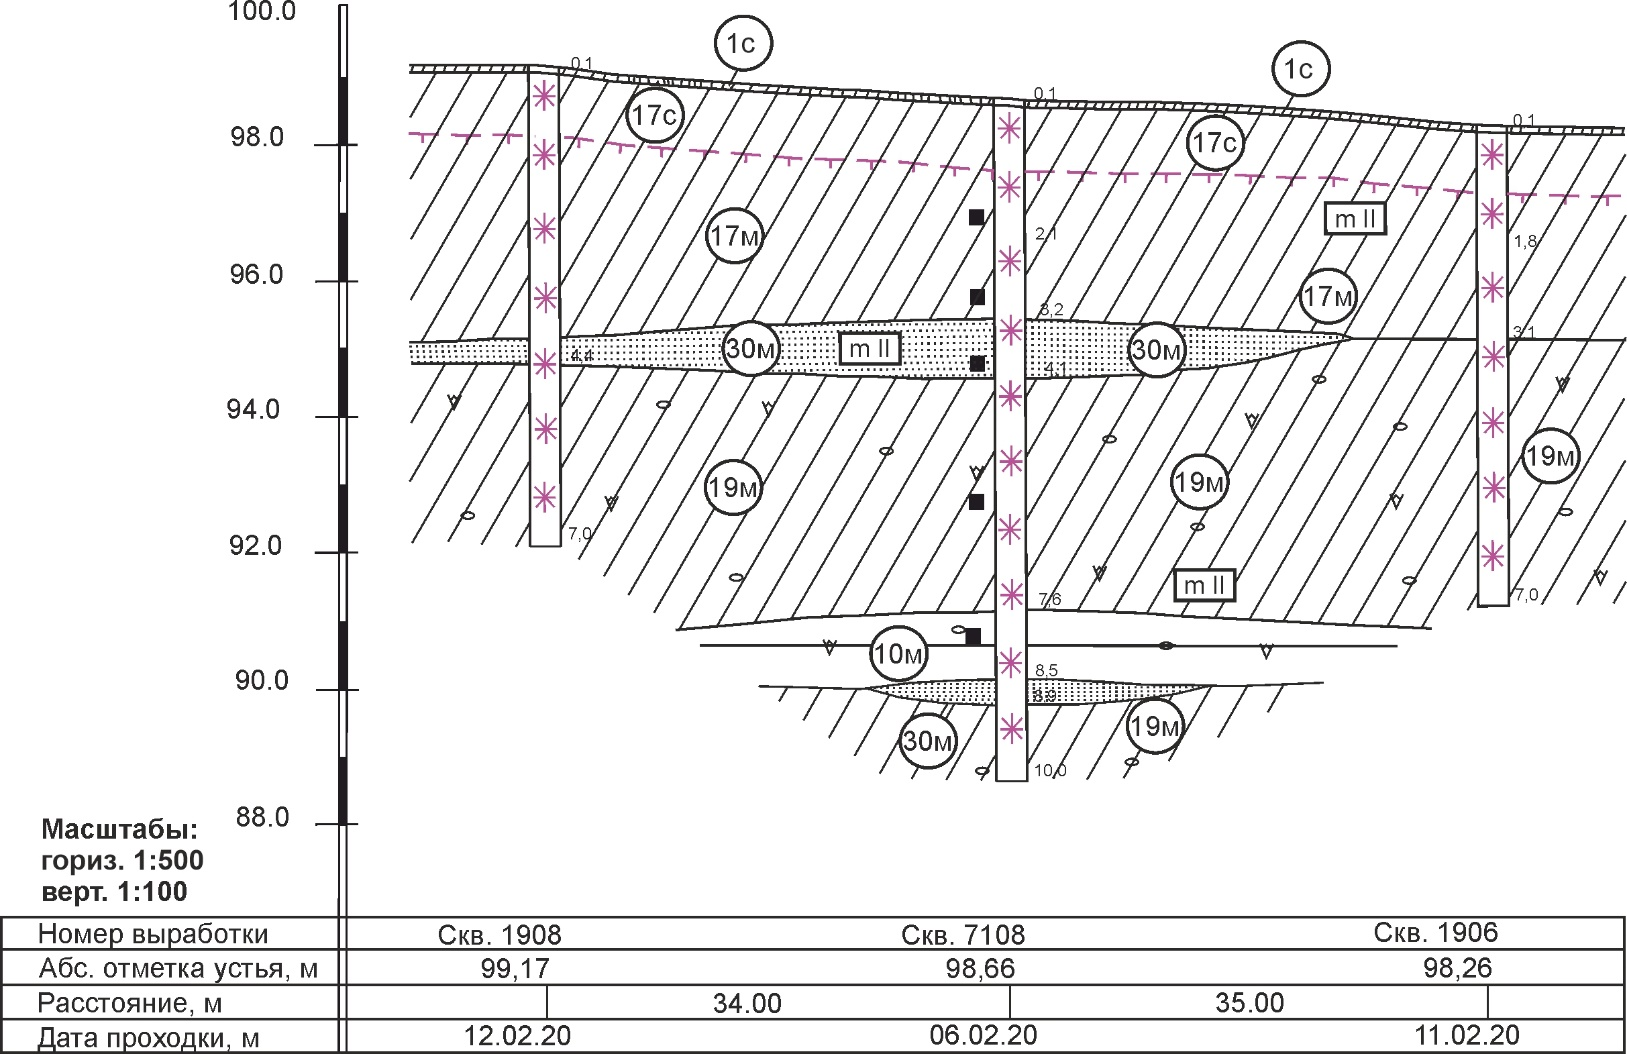 100.0
1с
1с
0,1
0,1
17с
0,1
17с
98.0
m II
17м
2,1
1,8
96.0
17м
3,2
3,1
30м
m II
30м
4,4
4,1
94.0
19м
19м
19м
7,0
92.0
m II
7,6
7,0
10м
8,5
90.0
8,9
30м
19м
10,0
88.0
Масштабы:
гориз. 1:500
верт. 1:100
Номер выработки Скв. 1908 Скв. 7108 Скв. 1906
Абс. отметка устья, м 99,17 98,66 98,26
Расстояние, м 34.00 35.00
Дата проходки, м 12.02.20 06.02.20 11.02.20